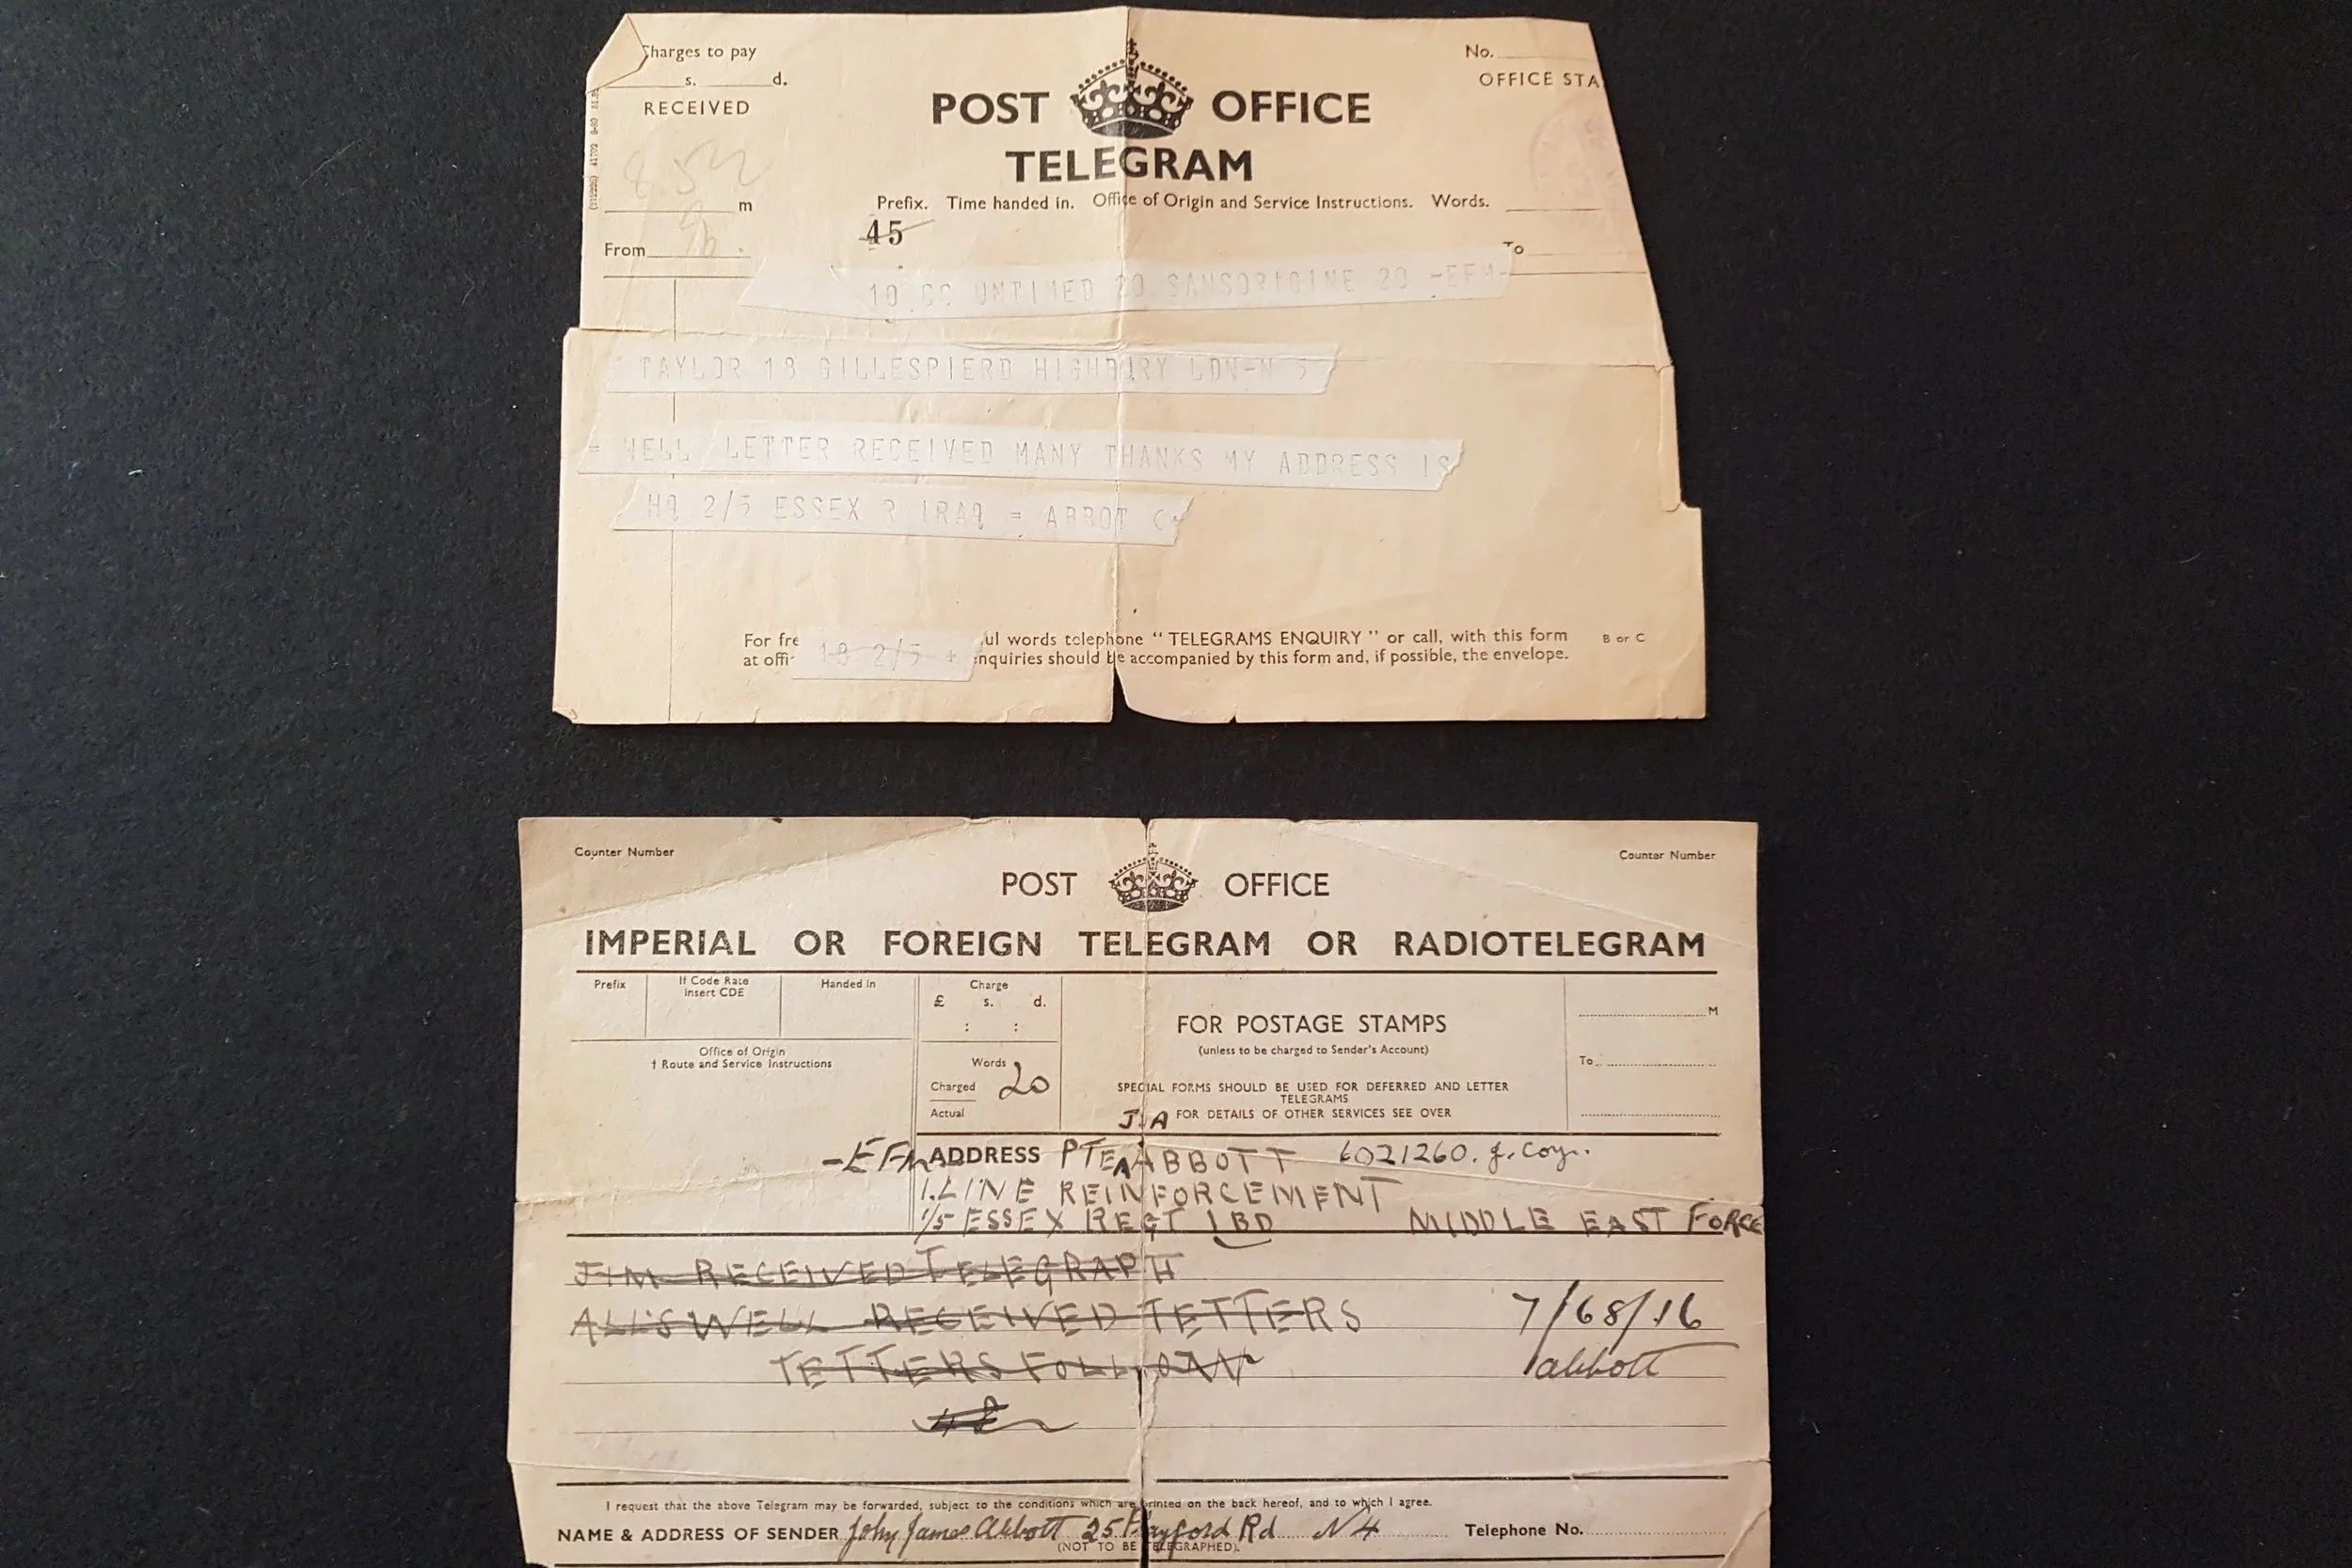 Charges to pay
s. d.
RECEIVED
m
From
No.
OFFICE STA
POST OFFICE
TELEGRAM
Prefix. Time handed in. Office of Origin and Service Instructions. Words.
45
To
10 CC UNTIMED 20 SANSORIGINE 20 -EFM-
TAYLOR 18 GILLESPIERD HIGHBURY LDN-N 5
= WELL LETTER RECEIVED MANY THANKS MY ADDRESS IS
HQ 2/5 ESSEX R IRAQ = ABBOT
For fre ul words telephone “ TELEGRAMS ENQUIRY ” or call, with this form B or C
at offi enquiries should be accompanied by this form and, if possible, the envelope.
18 2/5 +
Counter Number Counter Number
POST OFFICE
IMPERIAL OR FOREIGN TELEGRAM OR RADIOTELEGRAM
Prefix
If Code Rate
Insert CDE
Handed in
Charge
£ s. d.
: :
Office of Origin
† Route and Service Instructions
Words
Charged 20
Actual
FOR POSTAGE STAMPS
(unless to be charged to Sender's Account)
SPECIAL FORMS SHOULD BE USED FOR DEFERRED AND LETTER
TELEGRAMS
FOR DETAILS OF OTHER SERVICES SEE OVER
M
To
J.A
-EFM- ADDRESS PTE ABBOTT 6021260. J. Coy.
1.LINE REINFORCEMENT
1/5 ESSEX REGT IBD MIDDLE EAST FORCE
JIM RECEIVED TELEGRAPH
ALL'S WELL RECEIVED TETTERS
7/68/16
TETTERS FOLLOW
abbott
I request that the above Telegram may be forwarded, subject to the conditions which are printed on the back hereof, and to which I agree.
NAME & ADDRESS OF SENDER John James Abbott 25 Playford Rd N4 Telephone No.
(NOT TO BE TELEGRAPHED).